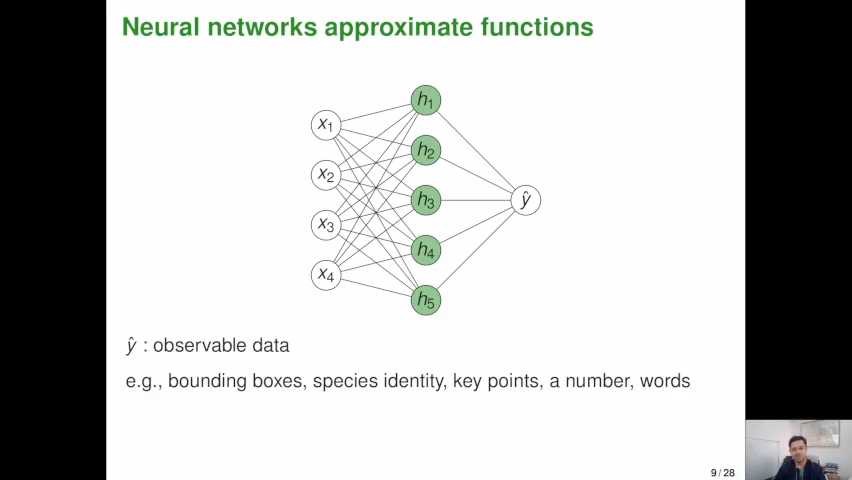 Neural networks approximate functions
h1
x1
h2
x2
h3
ŷ
x3
h4
x4
h5
ŷ : observable data
e.g., bounding boxes, species identity, key points, a number, words
9 / 28